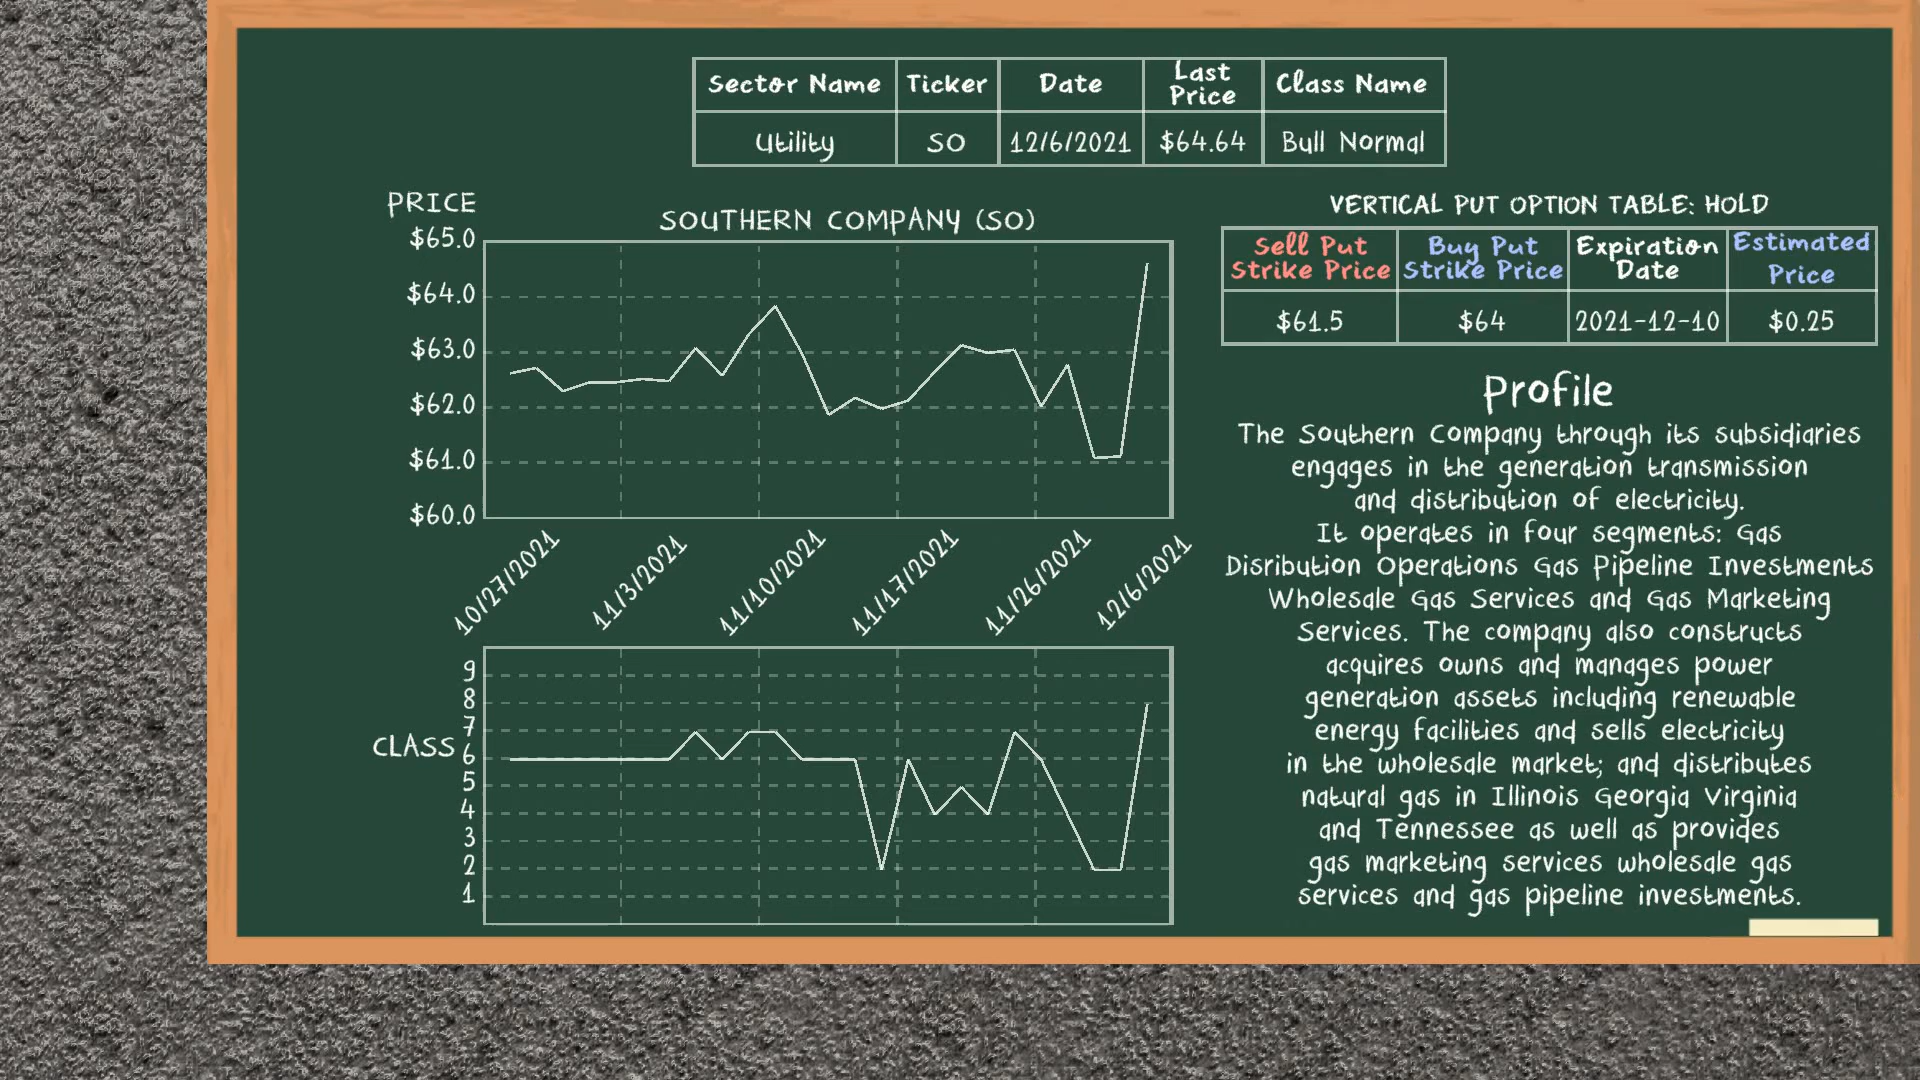 Sector Name Ticker Date Last Price Class Name
Utility SO 12/6/2021 $64.64 Bull Normal
PRICE
SOUTHERN COMPANY (SO)
$65.0
$64.0
$63.0
$62.0
$61.0
$60.0
10/27/2021 11/3/2021 11/10/2021 11/17/2021 11/26/2021 12/6/2021
CLASS
9
8
7
6
5
4
3
2
1
VERTICAL PUT OPTION TABLE: HOLD
Sell Put Strike Price Buy Put Strike Price Expiration Date Estimated Price
$61.5 $64 2021-12-10 $0.25
Profile
The Southern Company through its subsidiaries
engages in the generation transmission
and distribution of electricity.
It operates in four segments: Gas
Disribution Operations Gas Pipeline Investments
Wholesale Gas Services and Gas Marketing
Services. The company also constructs
acquires owns and manages power
generation assets including renewable
energy facilities and sells electricity
in the wholesale market; and distributes
natural gas in Illinois Georgia Virginia
and Tennessee as well as provides
gas marketing services wholesale gas
services and gas pipeline investments.